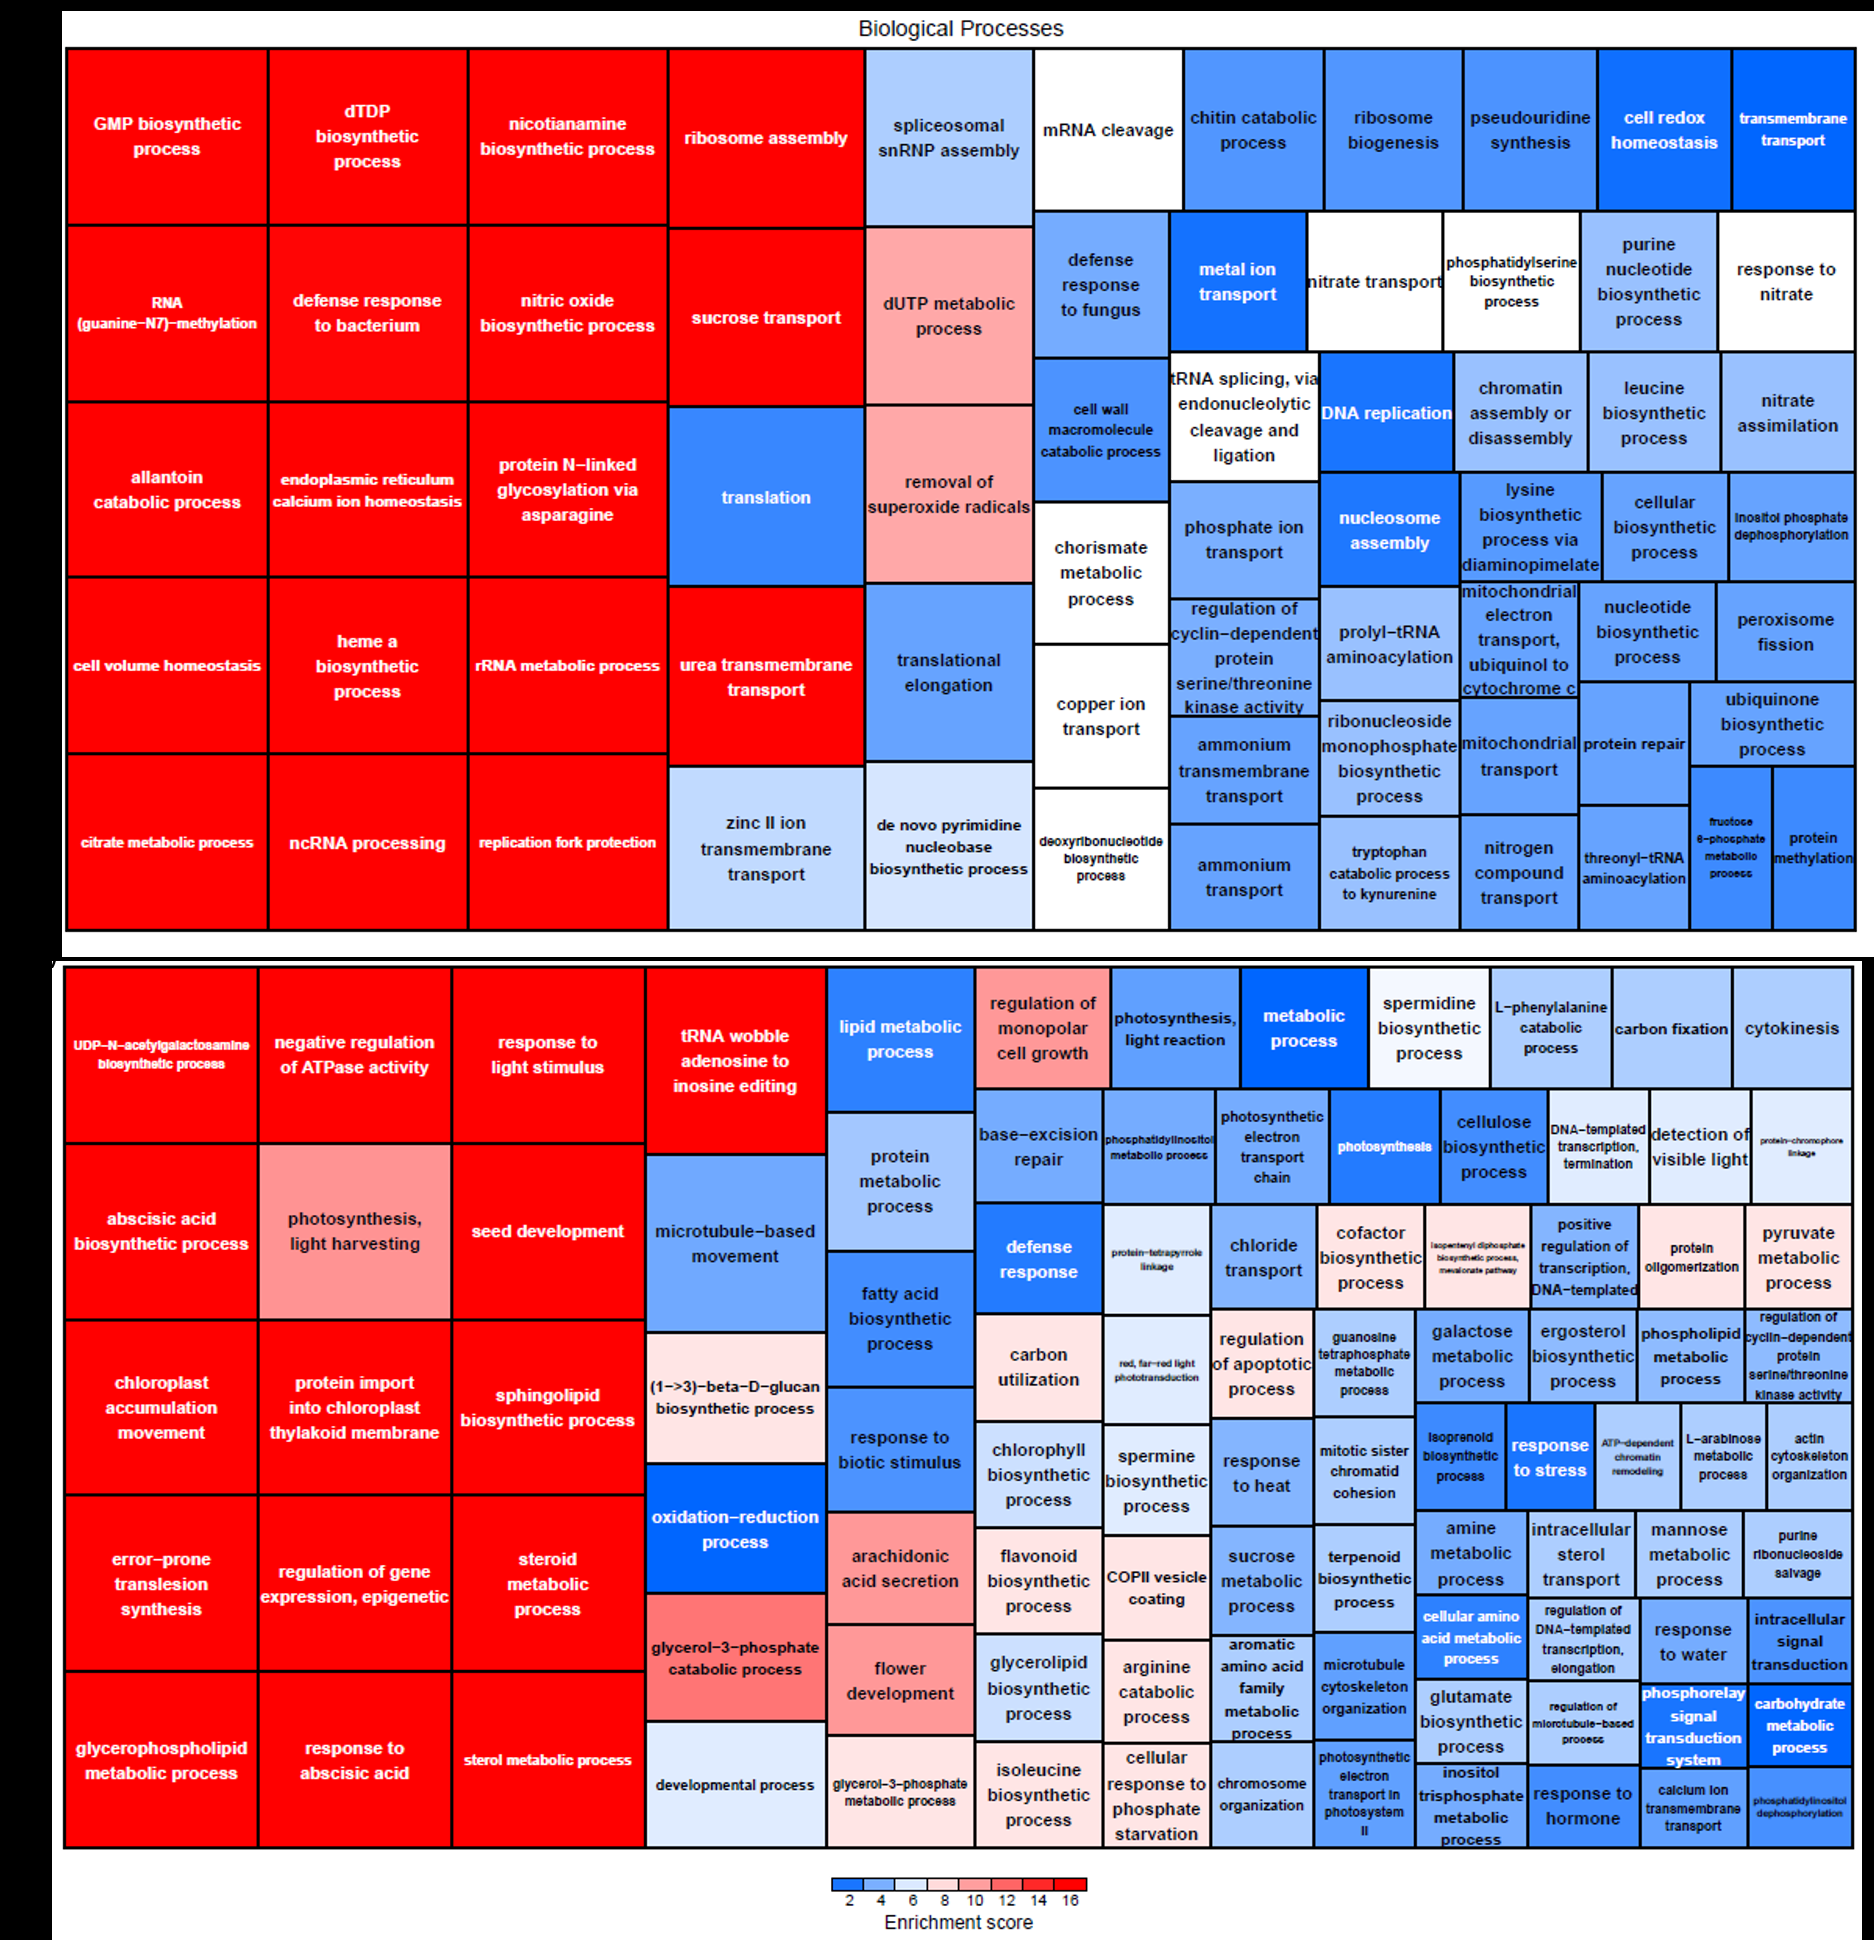 Biological Processes
GMP biosynthetic
process
dTDP
biosynthetic
process
nicotianamine
biosynthetic process
ribosome assembly
spliceosomal
snRNP assembly
mRNA cleavage
chitin catabolic
process
ribosome
biogenesis
pseudouridine
synthesis
cell redox
homeostasis
transmembrane
transport
RNA
(guanine−N7)−methylation
defense response
to bacterium
nitric oxide
biosynthetic process
sucrose transport
dUTP metabolic
process
defense
response
to fungus
metal ion
transport
nitrate transport
phosphatidylserine
biosynthetic
process
purine
nucleotide
biosynthetic
process
response to
nitrate
allantoin
catabolic process
endoplasmic reticulum
calcium ion homeostasis
protein N−linked
glycosylation via
asparagine
translation
removal of
superoxide radicals
cell wall
macromolecule
catabolic process
tRNA splicing, via
endonucleolytic
cleavage and
ligation
DNA replication
chromatin
assembly or
disassembly
leucine
biosynthetic
process
nitrate
assimilation
chorismate
metabolic
process
phosphate ion
transport
nucleosome
assembly
lysine
biosynthetic
process via
diaminopimelate
cellular
biosynthetic
process
inositol phosphate
dephosphorylation
cell volume homeostasis
heme a
biosynthetic
process
rRNA metabolic process
urea transmembrane
transport
translational
elongation
copper ion
transport
regulation of
cyclin−dependent
protein
serine/threonine
kinase activity
prolyl−tRNA
aminoacylation
mitochondrial
electron
transport,
ubiquinol to
cytochrome c
nucleotide
biosynthetic
process
peroxisome
fission
ammonium
transmembrane
transport
ribonucleoside
monophosphate
biosynthetic
process
mitochondrial
transport
protein repair
ubiquinone
biosynthetic
process
citrate metabolic process
ncRNA processing
replication fork protection
zinc II ion
transmembrane
transport
de novo pyrimidine
nucleobase
biosynthetic process
deoxyribonucleotide
biosynthetic
process
ammonium
transport
tryptophan
catabolic process
to kynurenine
nitrogen
compound
transport
threonyl−tRNA
aminoacylation
fructose
6−phosphate
metabolic
process
protein
methylation
UDP−N−acetylgalactosamine
biosynthetic process
negative regulation
of ATPase activity
response to
light stimulus
tRNA wobble
adenosine to
inosine editing
lipid metabolic
process
regulation of
monopolar
cell growth
photosynthesis,
light reaction
metabolic
process
spermidine
biosynthetic
process
L−phenylalanine
catabolic
process
carbon fixation
cytokinesis
protein
metabolic
process
base−excision
repair
phosphatidylinositol
metabolic process
photosynthetic
electron
transport
chain
photosynthesis
cellulose
biosynthetic
process
DNA−templated
transcription,
termination
detection of
visible light
protein−chromophore
linkage
abscisic acid
biosynthetic process
photosynthesis,
light harvesting
seed development
microtubule−based
movement
fatty acid
biosynthetic
process
defense
response
protein−tetrapyrrole
linkage
chloride
transport
cofactor
biosynthetic
process
isopentenyl diphosphate
biosynthetic process,
mevalonate pathway
positive
regulation of
transcription,
DNA−templated
protein
oligomerization
pyruvate
metabolic
process
chloroplast
accumulation
movement
protein import
into chloroplast
thylakoid membrane
sphingolipid
biosynthetic process
(1−>3)−beta−D−glucan
biosynthetic process
response to
biotic stimulus
carbon
utilization
red, far−red light
phototransduction
regulation
of apoptotic
process
guanosine
tetraphosphate
metabolic
process
galactose
metabolic
process
ergosterol
biosynthetic
process
phospholipid
metabolic
process
regulation of
cyclin−dependent
protein
serine/threonine
kinase activity
chlorophyll
biosynthetic
process
spermine
biosynthetic
process
response
to heat
mitotic sister
chromatid
cohesion
isoprenoid
biosynthetic
process
response
to stress
ATP−dependent
chromatin
remodeling
L−arabinose
metabolic
process
actin
cytoskeleton
organization
error−prone
translesion
synthesis
regulation of gene
expression, epigenetic
steroid
metabolic
process
oxidation−reduction
process
arachidonic
acid secretion
flavonoid
biosynthetic
process
COPII vesicle
coating
sucrose
metabolic
process
terpenoid
biosynthetic
process
amine
metabolic
process
intracellular
sterol
transport
mannose
metabolic
process
purine
ribonucleoside
salvage
glycerol−3−phosphate
catabolic process
flower
development
glycerolipid
biosynthetic
process
arginine
catabolic
process
aromatic
amino acid
family
metabolic
process
microtubule
cytoskeleton
organization
cellular amino
acid metabolic
process
regulation of
DNA−templated
transcription,
elongation
response
to water
intracellular
signal
transduction
glycerophospholipid
metabolic process
response to
abscisic acid
sterol metabolic process
developmental process
glycerol−3−phosphate
metabolic process
isoleucine
biosynthetic
process
cellular
response to
phosphate
starvation
chromosome
organization
photosynthetic
electron
transport in
photosystem
II
glutamate
biosynthetic
process
regulation of
microtubule−based
process
phosphorelay
signal
transduction
system
carbohydrate
metabolic
process
inositol
trisphosphate
metabolic
process
response to
hormone
calcium ion
transmembrane
transport
phosphatidylinositol
dephosphorylation
2 4 6 8 10 12 14 16
Enrichment score